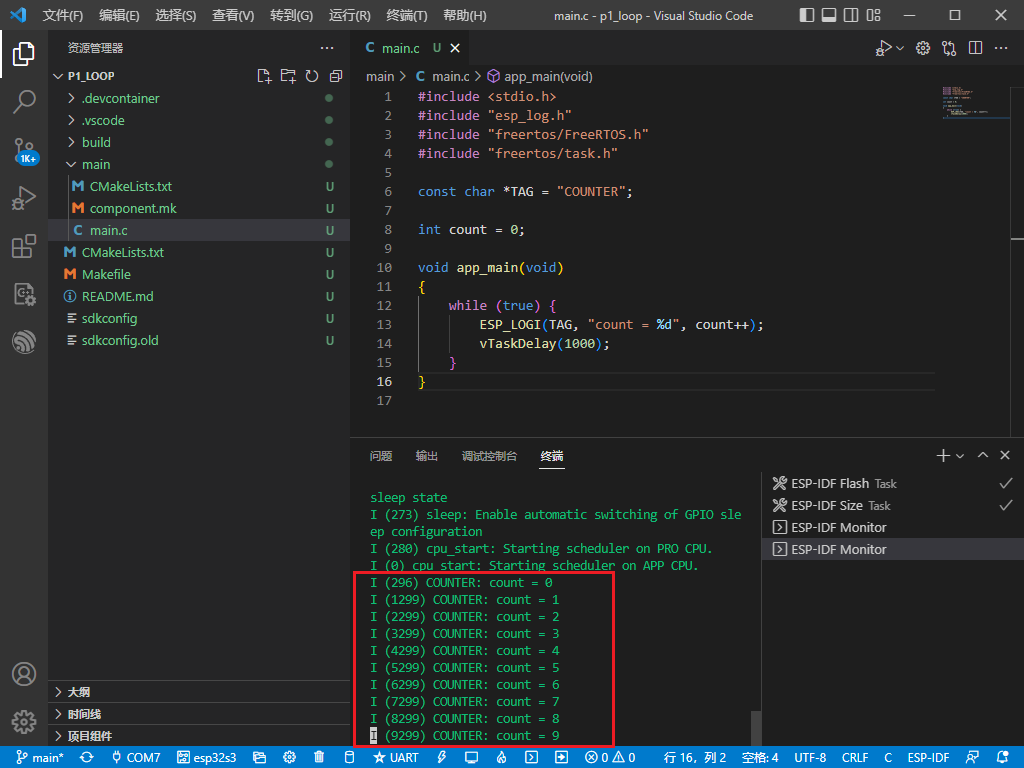 文件(F) 编辑(E) 选择(S) 查看(V) 转到(G) 运行(R) 终端(T) 帮助(H) main.c - p1_loop - Visual Studio Code
资源管理器
P1_LOOP
.devcontainer
.vscode
build
main
CMakeLists.txt U
component.mk U
main.c U
CMakeLists.txt U
Makefile U
README.md U
sdkconfig U
sdkconfig.old U
大纲
时间线
项目组件
1K+
C main.c U
main > C main.c > app_main(void)
1 #include <stdio.h>
2 #include "esp_log.h"
3 #include "freertos/FreeRTOS.h"
4 #include "freertos/task.h"
5
6 const char *TAG = "COUNTER";
7
8 int count = 0;
9
10 void app_main(void)
11 {
12 while (true) {
13 ESP_LOGI(TAG, "count = %d", count++);
14 vTaskDelay(1000);
15 }
16 }
17
问题 输出 调试控制台 终端
sleep state
I (273) sleep: Enable automatic switching of GPIO sle
ep configuration
I (280) cpu_start: Starting scheduler on PRO CPU.
I (0) cpu_start: Starting scheduler on APP CPU.
I (296) COUNTER: count = 0
I (1299) COUNTER: count = 1
I (2299) COUNTER: count = 2
I (3299) COUNTER: count = 3
I (4299) COUNTER: count = 4
I (5299) COUNTER: count = 5
I (6299) COUNTER: count = 6
I (7299) COUNTER: count = 7
I (8299) COUNTER: count = 8
I (9299) COUNTER: count = 9
ESP-IDF Flash Task
ESP-IDF Size Task
ESP-IDF Monitor
ESP-IDF Monitor
main* COM7 esp32s3 UART 0 0 行 16，列 2 空格: 4 UTF-8 CRLF C ESP-IDF